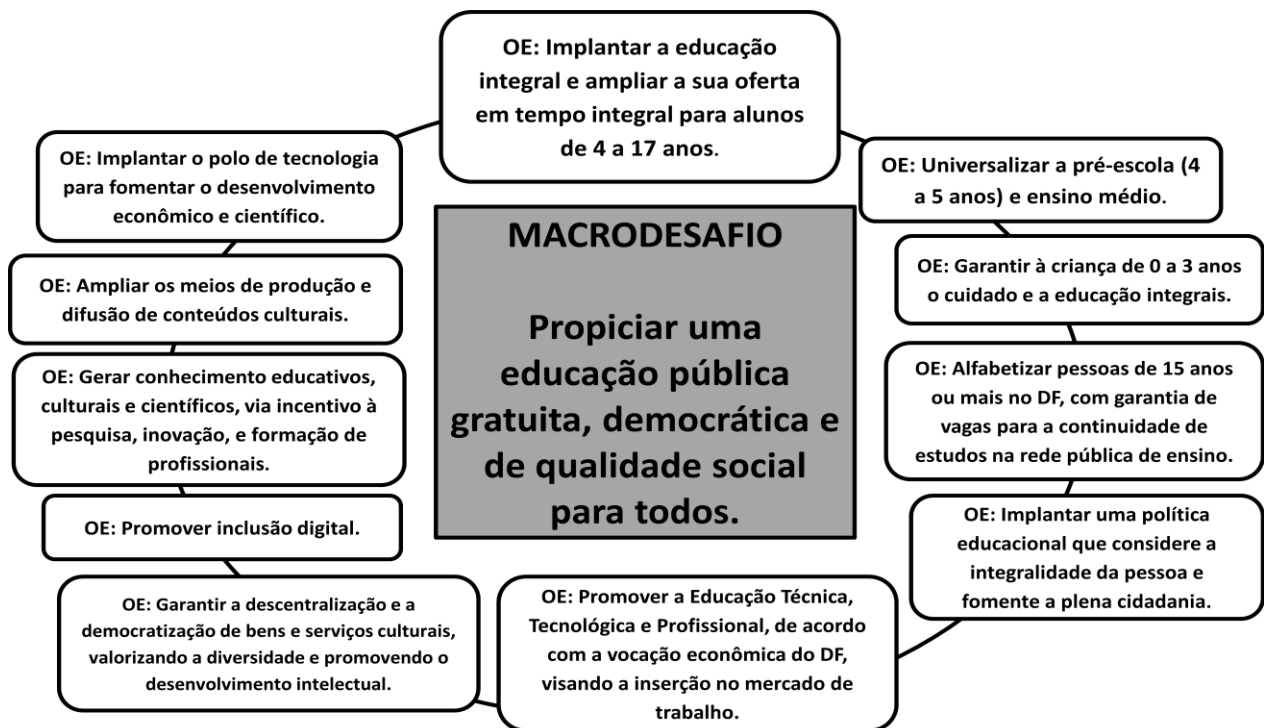 OE: Implantar a educação
integral e ampliar a sua oferta
em tempo integral para alunos
de 4 a 17 anos.
OE: Universalizar a pré-escola (4
a 5 anos) e ensino médio.
OE: Garantir à criança de 0 a 3 anos
o cuidado e a educação integrais.
OE: Alfabetizar pessoas de 15 anos
ou mais no DF, com garantia de
vagas para a continuidade de
estudos na rede pública de ensino.
OE: Implantar uma política
educacional que considere a
integralidade da pessoa e
fomente a plena cidadania.
OE: Promover a Educação Técnica,
Tecnológica e Profissional, de acordo
com a vocação econômica do DF,
visando a inserção no mercado de
trabalho.
OE: Garantir a descentralização e a
democratização de bens e serviços culturais,
valorizando a diversidade e promovendo o
desenvolvimento intelectual.
OE: Promover inclusão digital.
OE: Gerar conhecimento educativos,
culturais e científicos, via incentivo à
pesquisa, inovação, e formação de
profissionais.
OE: Ampliar os meios de produção e
difusão de conteúdos culturais.
OE: Implantar o polo de tecnologia
para fomentar o desenvolvimento
econômico e científico.
MACRODESAFIO
Propiciar uma
educação pública
gratuita, democrática e
de qualidade social
para todos.